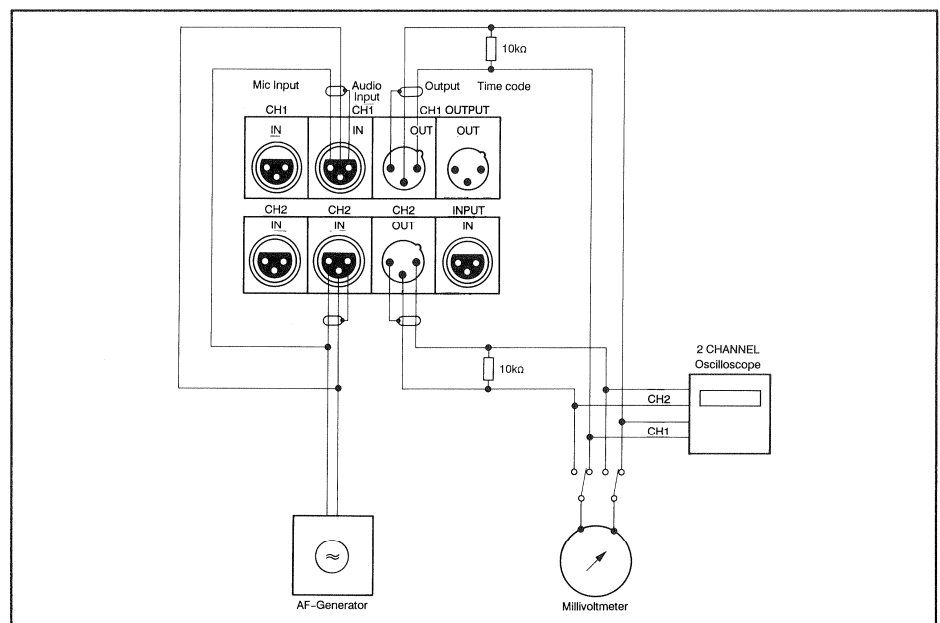 10kΩ
Mic Input Audio Input Output Time code
CH1 CH1 CH1 OUTPUT
IN IN OUT OUT
CH2 CH2 CH2 INPUT
IN IN OUT IN
10kΩ
2 CHANNEL
Oscilloscope
CH2
CH1
≈
AF-Generator
Millivoltmeter